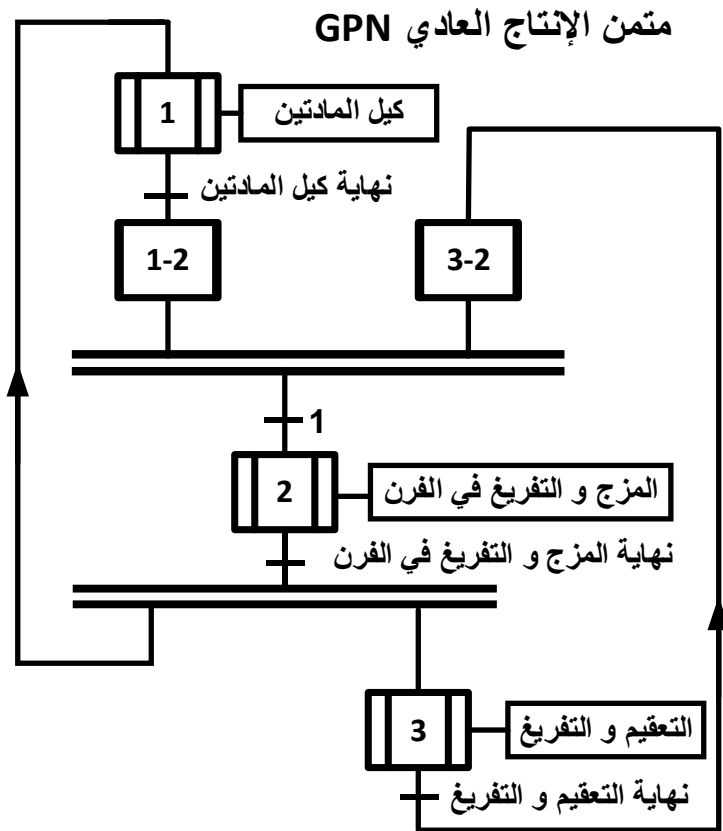 متمن الإنتاج العادي GPN
1
كيل المادتين
نهاية كيل المادتين
1-2
3-2
1
2
المزج و التفريغ في الفرن
نهاية المزج و التفريغ في الفرن
3
التعقيم و التفريغ
نهاية التعقيم و التفريغ